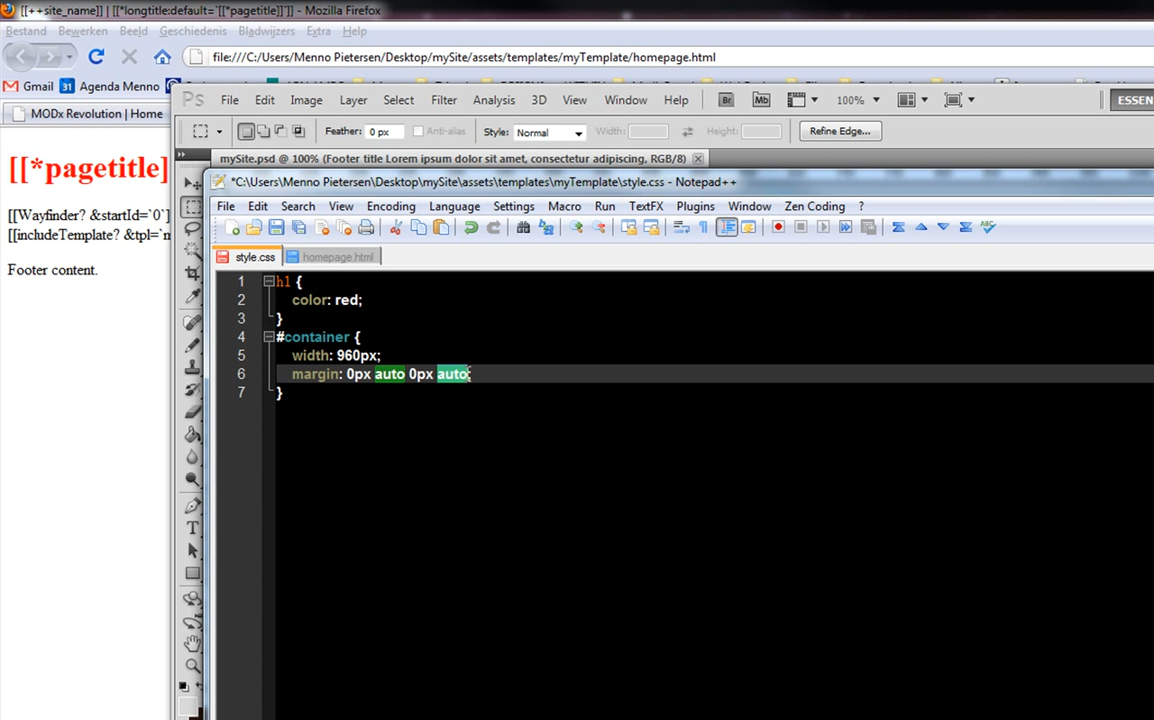 [[++site_name]] | [[*longtitle:default=`[[*pagetitle]]`]] - Mozilla Firefox
Bestand Bewerken Beeld Geschiedenis Bladwijzers Extra Help
file:///C:/Users/Menno Pietersen/Desktop/mySite/assets/templates/myTemplate/homepage.html
Gmail 31 Agenda Menno
Ps File Edit Image Layer Select Filter Analysis 3D View Window Help Br Mb 100% ESSEN
MODx Revolution | Home
Feather: 0 px Anti-alias Style: Normal Width: Height: Refine Edge...
mySite.psd @ 100% (Footer title Lorem ipsum dolor sit amet, consectetur adipiscing, RGB/8)
[[*pagetitle]
*C:\Users\Menno Pietersen\Desktop\mySite\assets\templates\myTemplate\style.css - Notepad++
File Edit Search View Encoding Language Settings Macro Run TextFX Plugins Window Zen Coding ?
[[Wayfinder? &startId=`0`]
[[includeTemplate? &tpl=`
Footer content.
style.css homepage.html
1 h1 {
2 color: red;
3 }
4 #container {
5 width: 960px;
6 margin: 0px auto 0px auto;
7 }